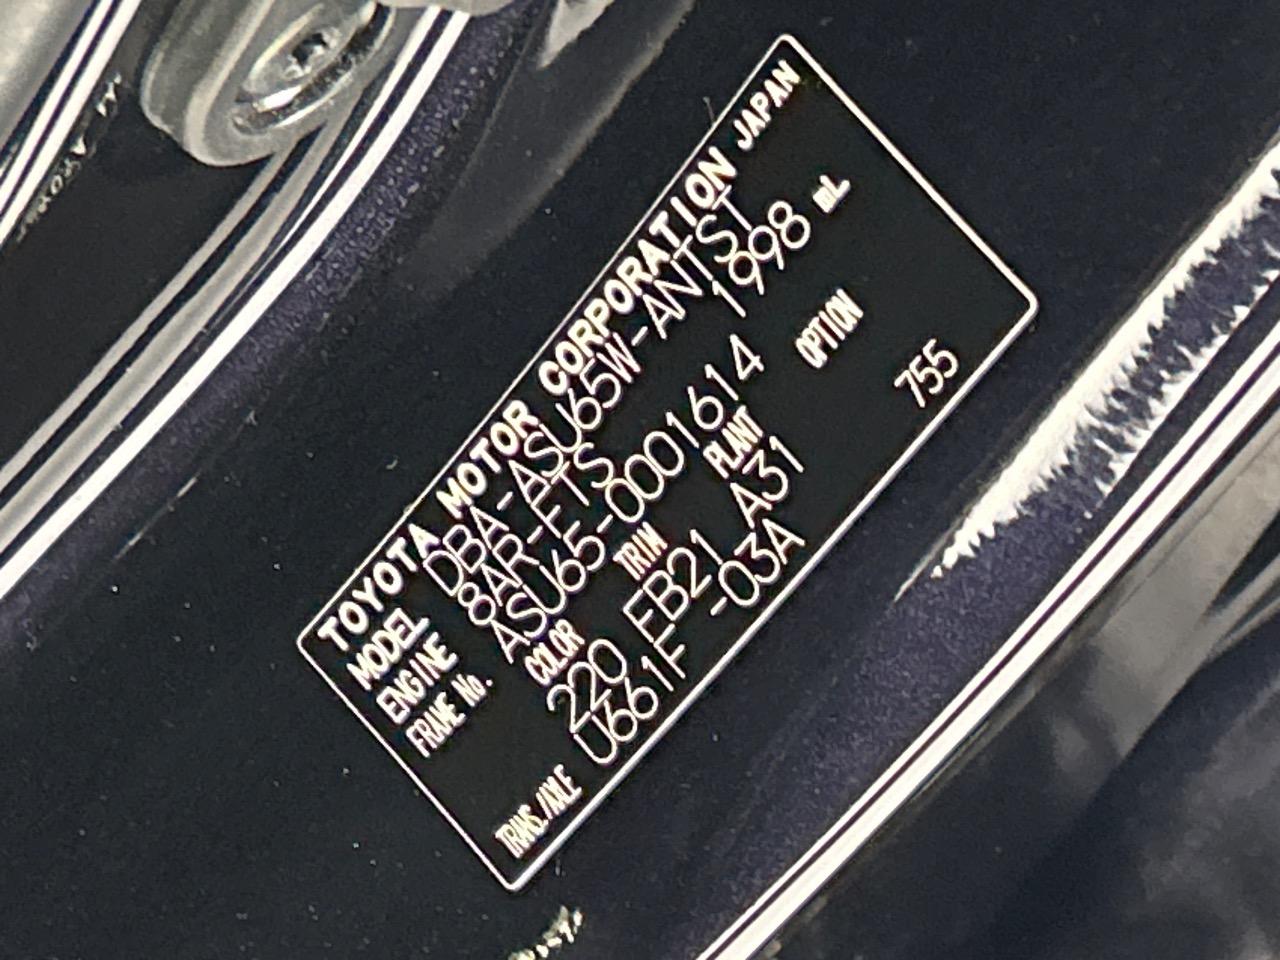 TOYOTA MOTOR CORPORATION JAPAN
MODEL DBA-ASU65W-ANTST
ENGINE 8AR-FTS 1998 mL
FRAME No. ASU65-0001614
COLOR TRIM PLANT OPTION
220 FB21 A31 755
TRANS./AXLE U661F -03A